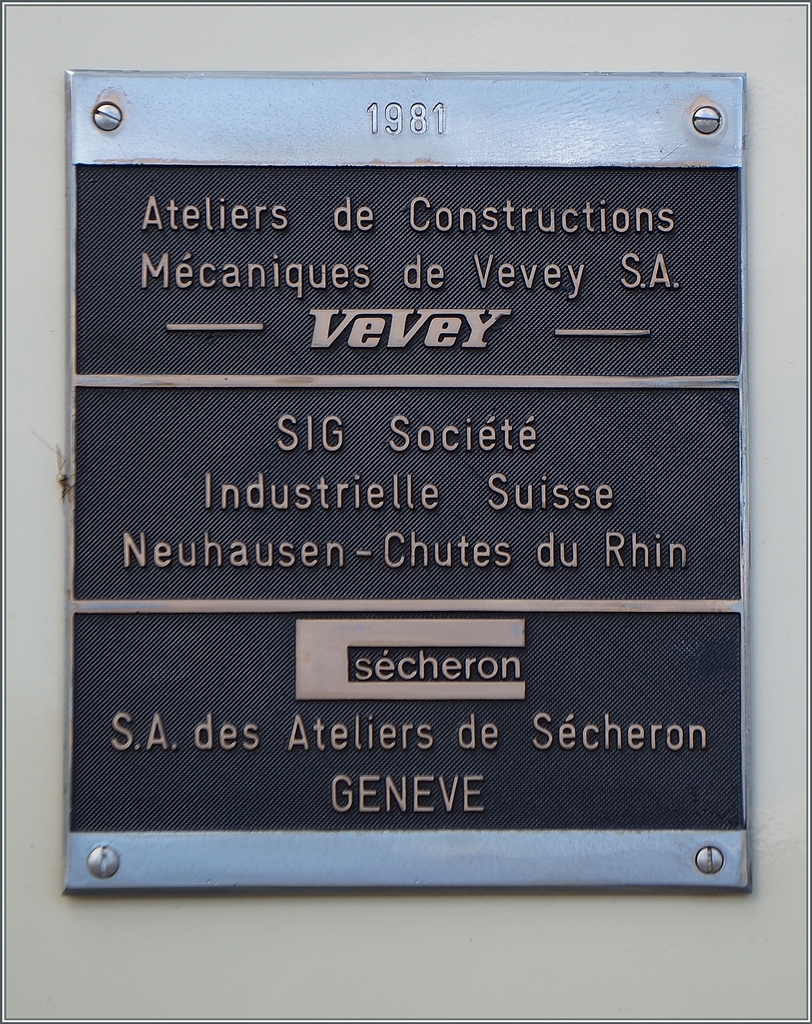 1981
Ateliers de Constructions
Mécaniques de Vevey S.A.
VeVeY
SIG Société
Industrielle Suisse
Neuhausen-Chutes du Rhin
sécheron
S.A. des Ateliers de Sécheron
GENEVE